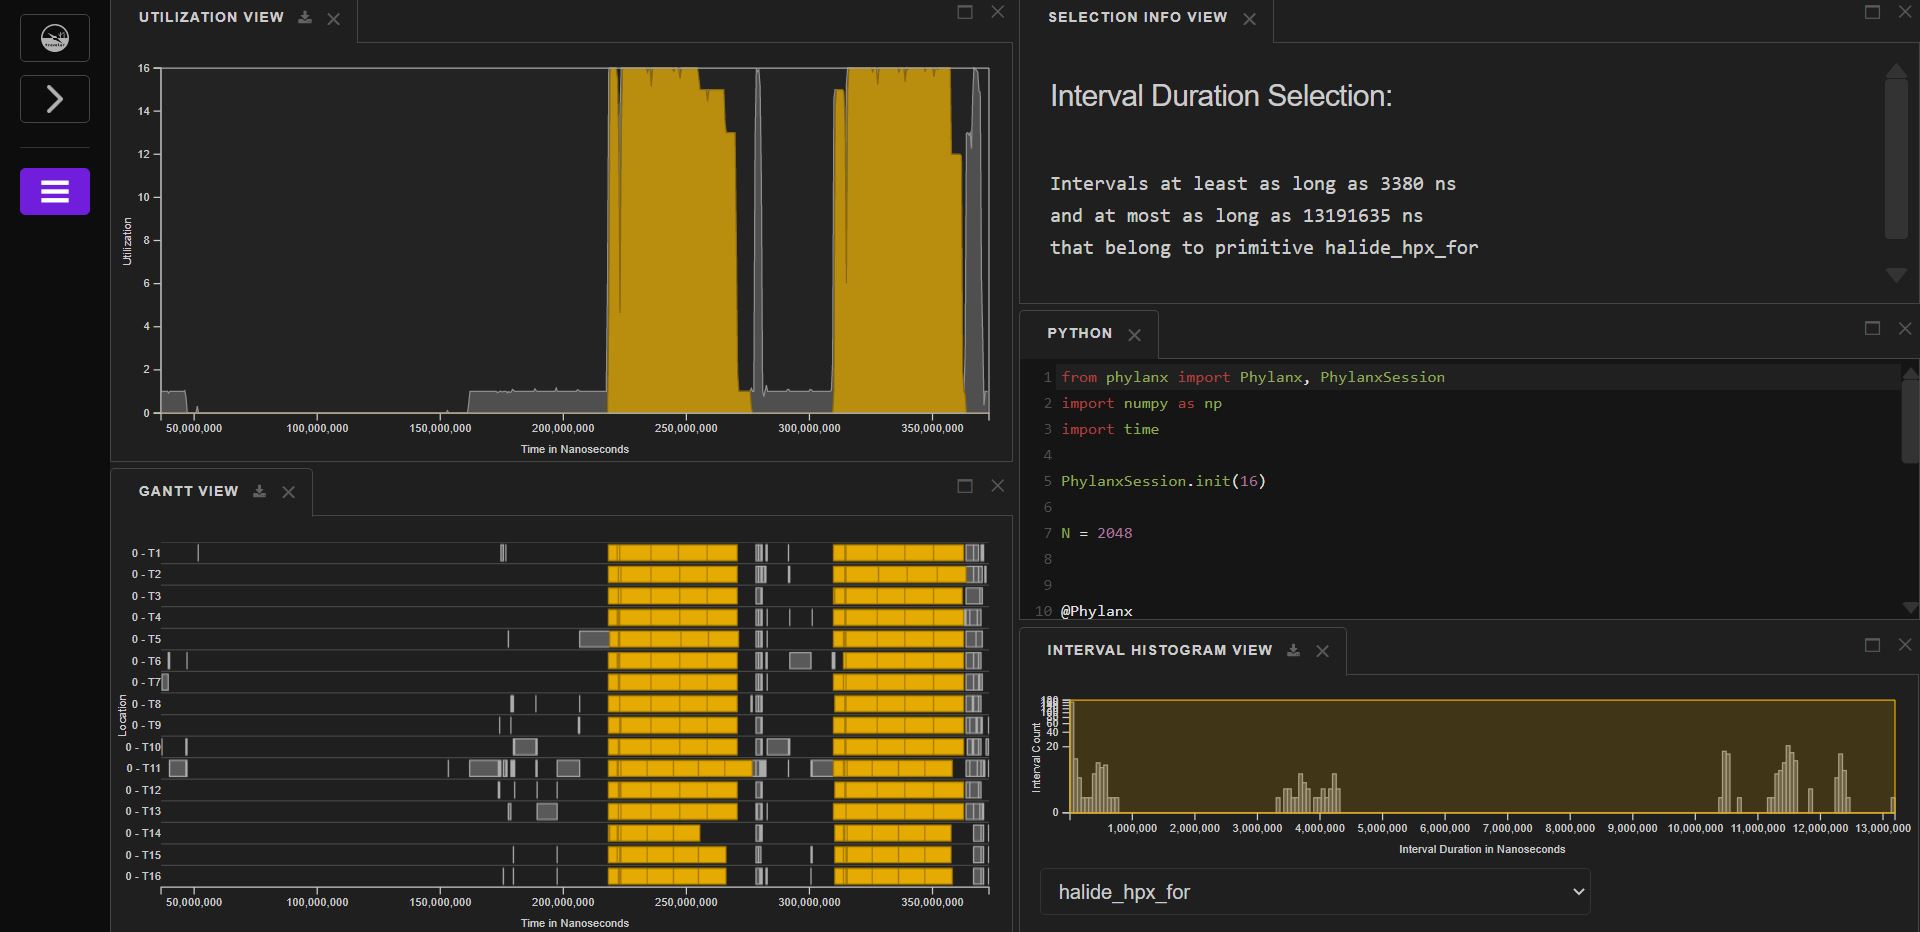 UTILIZATION VIEW
16
14
12
10
8
6
4
2
0
Utilization
50,000,000 100,000,000 150,000,000 200,000,000 250,000,000 300,000,000 350,000,000
Time in Nanoseconds
GANTT VIEW
Location
0 - T1
0 - T2
0 - T3
0 - T4
0 - T5
0 - T6
0 - T7
0 - T8
0 - T9
0 - T10
0 - T11
0 - T12
0 - T13
0 - T14
0 - T15
0 - T16
50,000,000 100,000,000 150,000,000 200,000,000 250,000,000 300,000,000 350,000,000
Time in Nanoseconds
SELECTION INFO VIEW
Interval Duration Selection:
Intervals at least as long as 3380 ns
and at most as long as 13191635 ns
that belong to primitive halide_hpx_for
PYTHON
1 from phylanx import Phylanx, PhylanxSession
2 import numpy as np
3 import time
4
5 PhylanxSession.init(16)
6
7 N = 2048
8
9
10 @Phylanx
INTERVAL HISTOGRAM VIEW
60
40
20
0
Interval Count
1,000,000 2,000,000 3,000,000 4,000,000 5,000,000 6,000,000 7,000,000 8,000,000 9,000,000 10,000,000 11,000,000 12,000,000 13,000,000
Interval Duration in Nanoseconds
halide_hpx_for